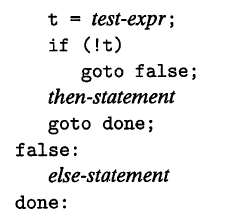 t = test-expr;
if (!t)
goto false;
then-statement
goto done;
false:
else-statement
done: